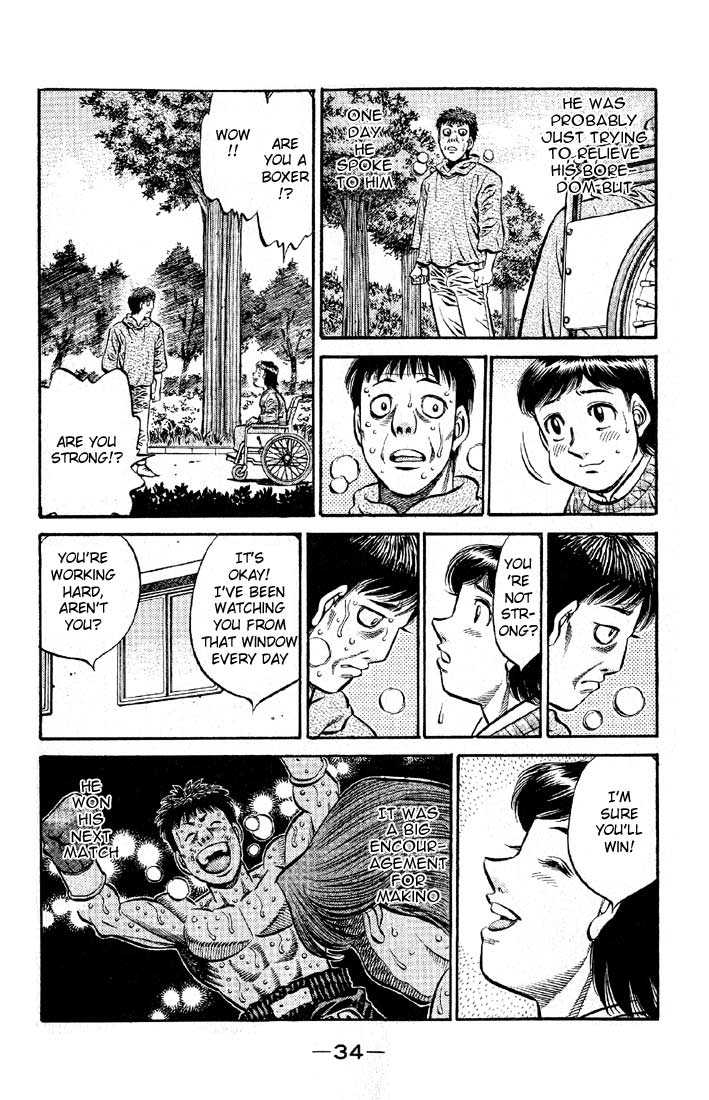 HE WAS
PROBABLY
JUST TRYING
TO RELIEVE
HIS BORE-
DOM BUT
ONE
DAY
HE
SPOKE
TO HIM
ARE
YOU A
BOXER
!?
WOW
!!
ARE YOU
STRONG!?
YOU
'RE
NOT
STR-
ONG?
IT'S
OKAY!
I'VE BEEN
WATCHING
YOU FROM
THAT WINDOW
EVERY DAY
YOU'RE
WORKING
HARD,
AREN'T
YOU?
I'M
SURE
YOU'LL
WIN!
IT WAS
A BIG
ENCOUR-
AGEMENT
FOR
MAKINO
HE
WON
HIS
NEXT
MATCH
—34—